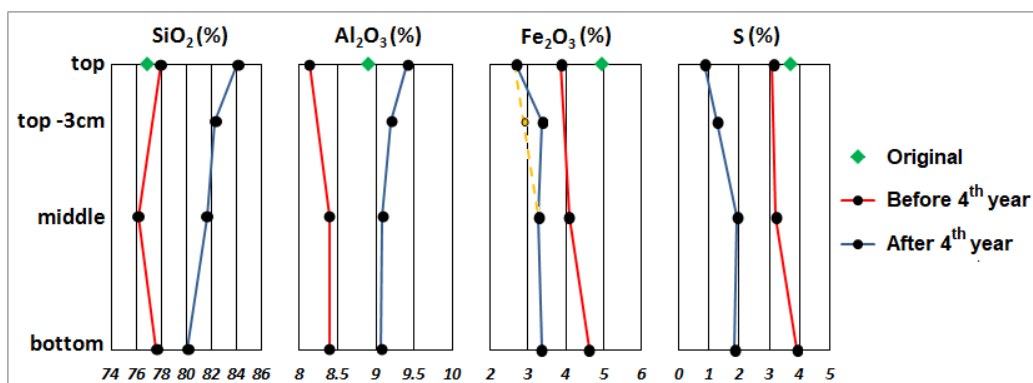 SiO₂ (%) Al₂O₃ (%) Fe₂O₃ (%) S (%)
top
top -3cm
middle
bottom
74 76 78 80 82 84 86 8 8.5 9 9.5 10 2 3 4 5 6 0 1 2 3 4 5
Original
Before 4th year
After 4th year